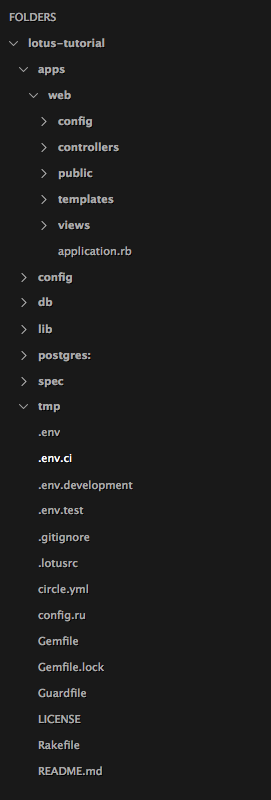 FOLDERS
lotus-tutorial
apps
web
config
controllers
public
templates
views
application.rb
config
db
lib
postgres:
spec
tmp
.env
.env.ci
.env.development
.env.test
.gitignore
.lotusrc
circle.yml
config.ru
Gemfile
Gemfile.lock
Guardfile
LICENSE
Rakefile
README.md